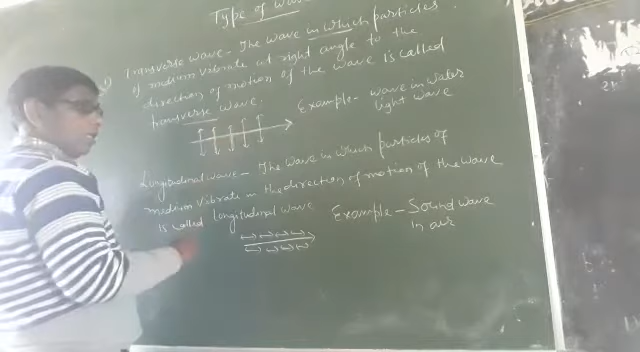 Type of wave
1) Transverse wave - The wave in which particles
of medium vibrate at right angle to the
direction of motion of the wave is called
transverse wave.
Example - wave in water
light wave
Longitudinal wave - The wave in which particles of
medium vibrate in the direction of motion of the wave
is called longitudinal wave
Example - Sound wave
in air